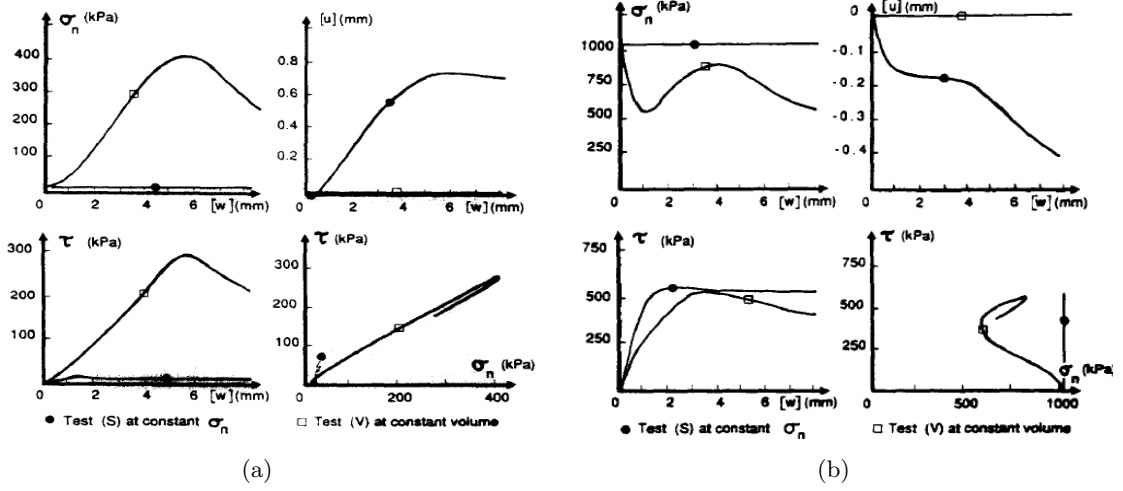 σn (kPa)
400
300
200
100
0 2 4 6 [w] (mm)
[u] (mm)
0.8
0.6
0.4
0.2
0 2 4 6 [w] (mm)
τ (kPa)
300
200
100
0 2 4 6 [w] (mm)
τ (kPa)
300
200
100
σn (kPa)
0 200 400
● Test (S) at constant σn
□ Test (V) at constant volume
(a)
σn (kPa)
1000
750
500
250
0 2 4 6 [w] (mm)
[u] (mm)
0
-0.1
-0.2
-0.3
-0.4
0 2 4 6 [w] (mm)
τ (kPa)
750
500
250
0 2 4 6 [w] (mm)
τ (kPa)
750
500
250
σn (kPa)
0 500 1000
● Test (S) at constant σn
□ Test (V) at constant volume
(b)